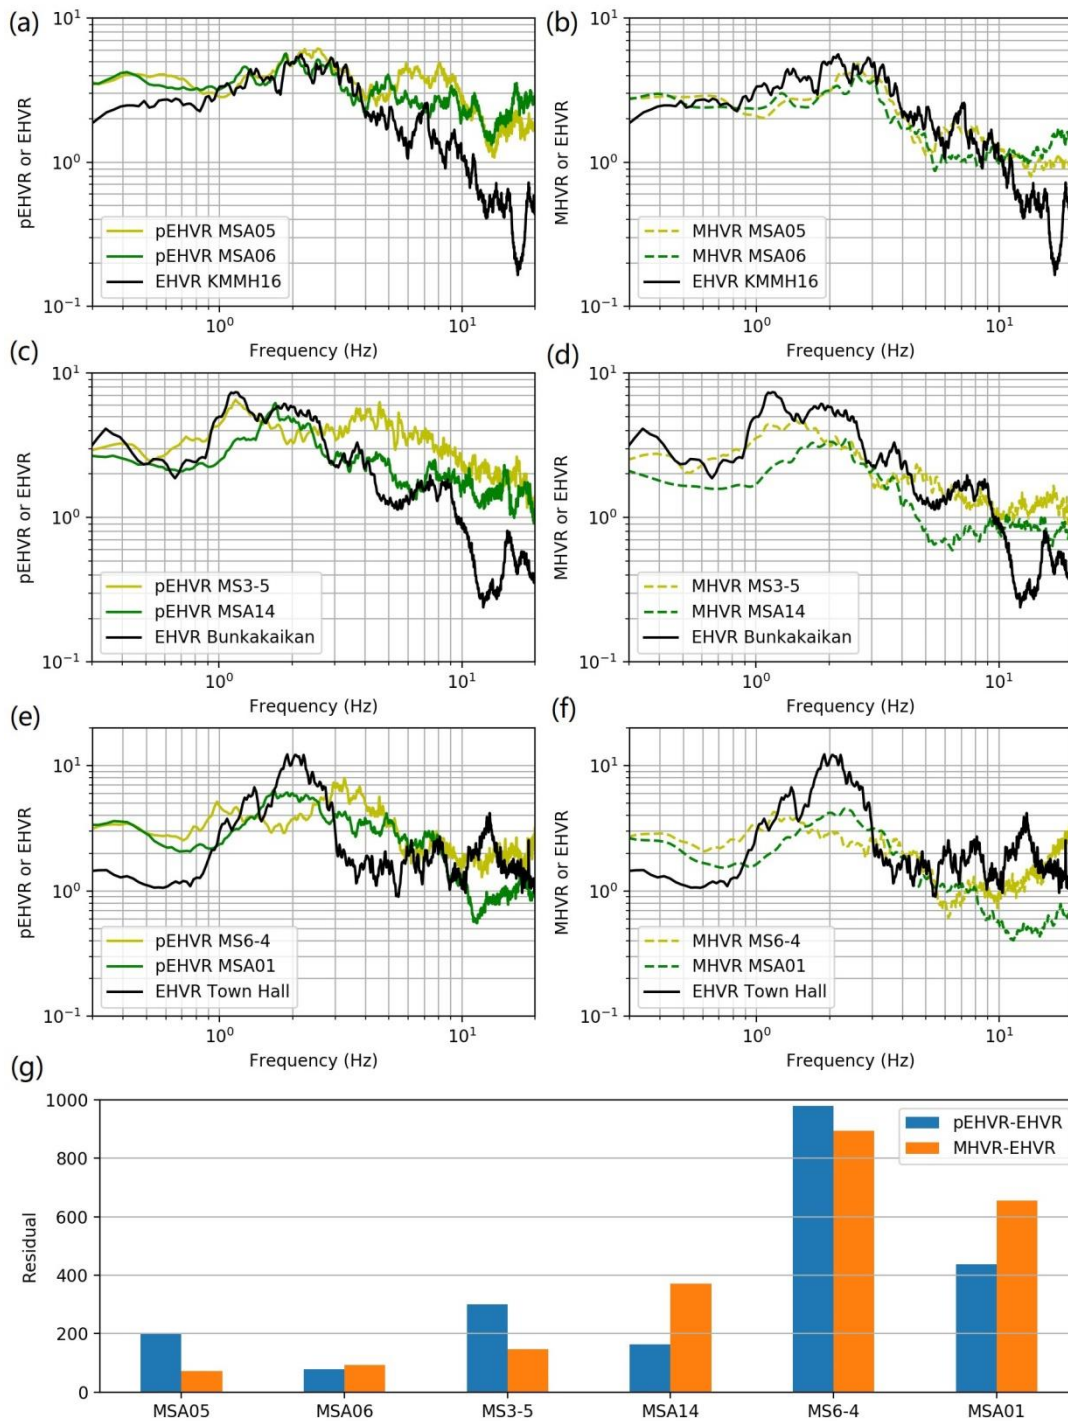 (a)
10¹
10⁰
10⁻¹
pEHVR or EHVR
pEHVR MSA05
pEHVR MSA06
EHVR KMMH16
10⁰
10¹
Frequency (Hz)
(b)
10¹
10⁰
10⁻¹
MHVR or EHVR
MHVR MSA05
MHVR MSA06
EHVR KMMH16
10⁰
10¹
Frequency (Hz)
(c)
10¹
10⁰
10⁻¹
pEHVR or EHVR
pEHVR MS3-5
pEHVR MSA14
EHVR Bunkakaikan
10⁰
10¹
Frequency (Hz)
(d)
10¹
10⁰
10⁻¹
MHVR or EHVR
MHVR MS3-5
MHVR MSA14
EHVR Bunkakaikan
10⁰
10¹
Frequency (Hz)
(e)
10¹
10⁰
10⁻¹
pEHVR or EHVR
pEHVR MS6-4
pEHVR MSA01
EHVR Town Hall
10⁰
10¹
Frequency (Hz)
(f)
10¹
10⁰
10⁻¹
MHVR or EHVR
MHVR MS6-4
MHVR MSA01
EHVR Town Hall
10⁰
10¹
Frequency (Hz)
(g)
1000
800
600
400
200
0
Residual
pEHVR-EHVR
MHVR-EHVR
MSA05
MSA06
MS3-5
MSA14
MS6-4
MSA01